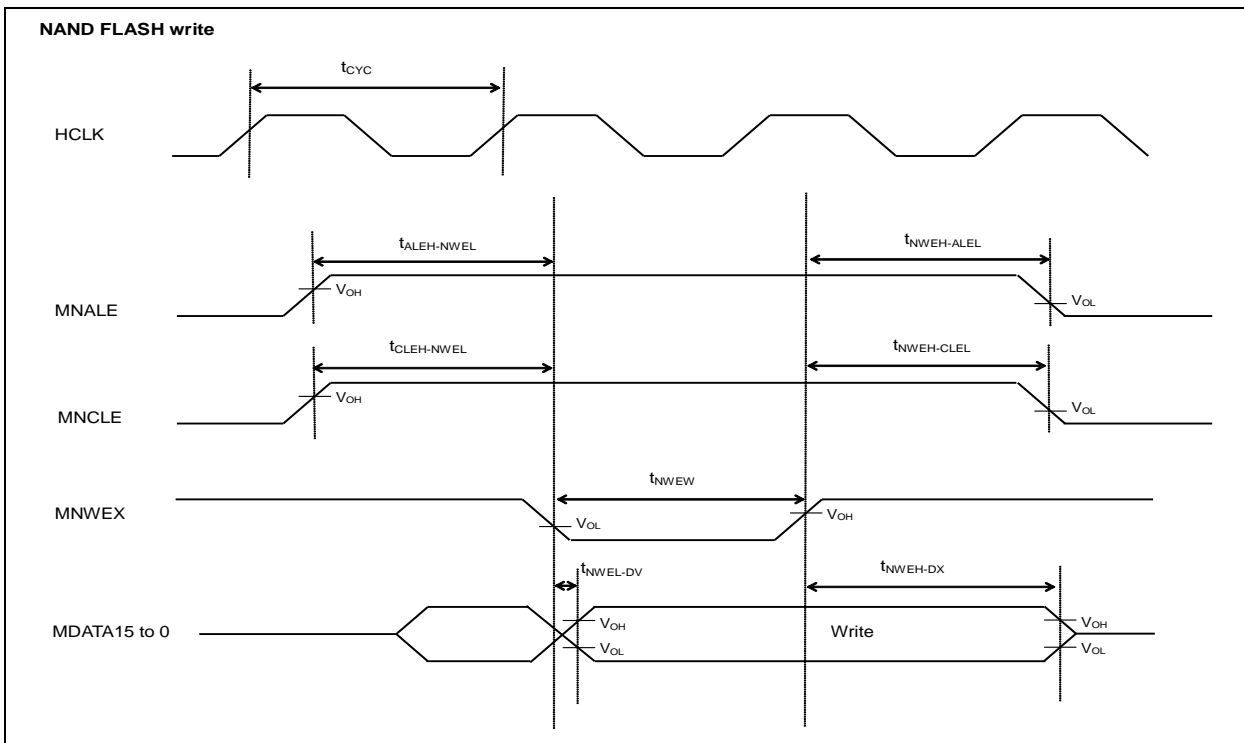 NAND FLASH write
tCYC
HCLK
tALEH-NWEL tNWEH-ALEL
VOH VOL
MNALE
tCLEH-NWEL tNWEH-CLEL
VOH VOL
MNCLE
tNWEW
MNWEX VOL VOH
tNWEL-DV tNWEH-DX
MDATA15 to 0 VOH Write VOH
VOL VOL